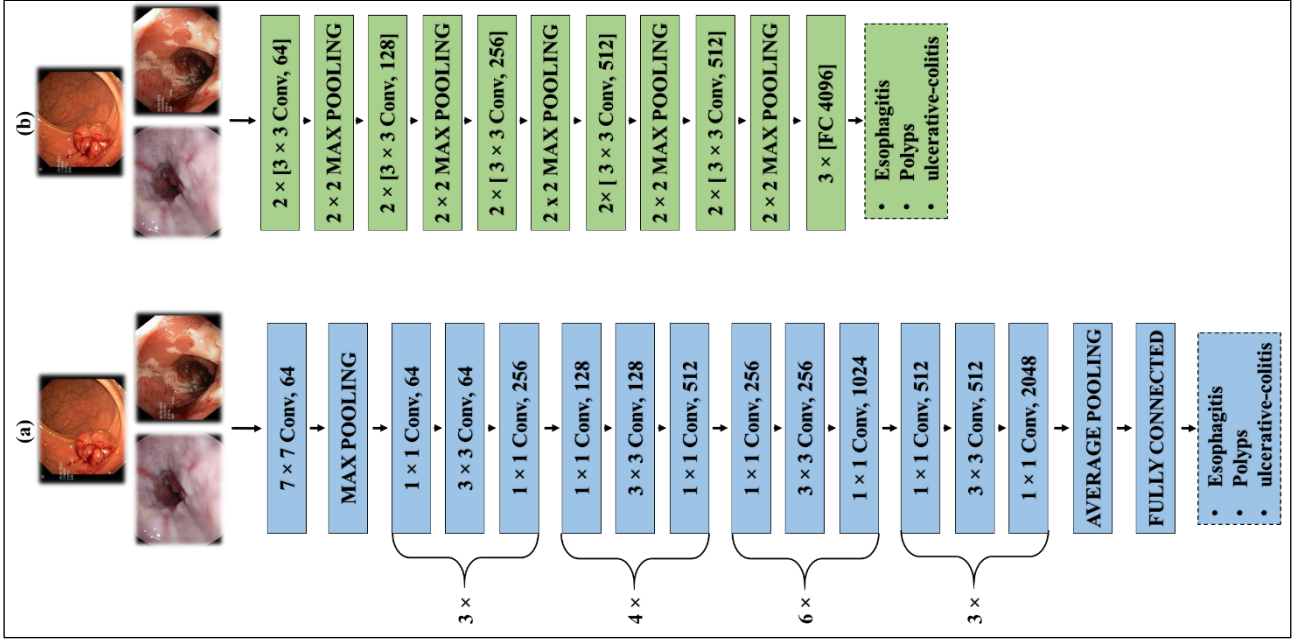 (a)
7 × 7 Conv, 64
MAX POOLING
1 × 1 Conv, 64
3 × 3 Conv, 64
1 × 1 Conv, 256
3 ×
1 × 1 Conv, 128
3 × 3 Conv, 128
1 × 1 Conv, 512
4 ×
1 × 1 Conv, 256
3 × 3 Conv, 256
1 × 1 Conv, 1024
6 ×
1 × 1 Conv, 512
3 × 3 Conv, 512
1 × 1 Conv, 2048
3 ×
AVERAGE POOLING
FULLY CONNECTED
• Esophagitis
• Polyps
• ulcerative-colitis
(b)
2 × [3 × 3 Conv, 64]
2 × 2 MAX POOLING
2 × [3 × 3 Conv, 128]
2 × 2 MAX POOLING
2 × [ 3 × 3 Conv, 256]
2 x 2 MAX POOLING
2× [ 3 × 3 Conv, 512]
2 × 2 MAX POOLING
2 × [ 3 × 3 Conv, 512]
2 × 2 MAX POOLING
3 × [FC 4096]
• Esophagitis
• Polyps
• ulcerative-colitis